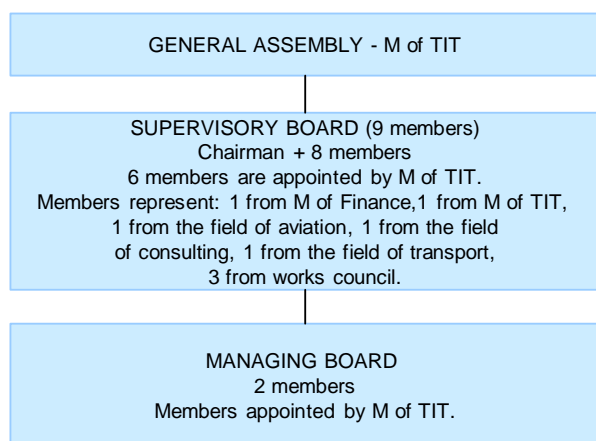 GENERAL ASSEMBLY - M of TIT
SUPERVISORY BOARD (9 members)
Chairman + 8 members
6 members are appointed by M of TIT.
Members represent: 1 from M of Finance,1 from M of TIT,
1 from the field of aviation, 1 from the field
of consulting, 1 from the field of transport,
3 from works council.
MANAGING BOARD
2 members
Members appointed by M of TIT.